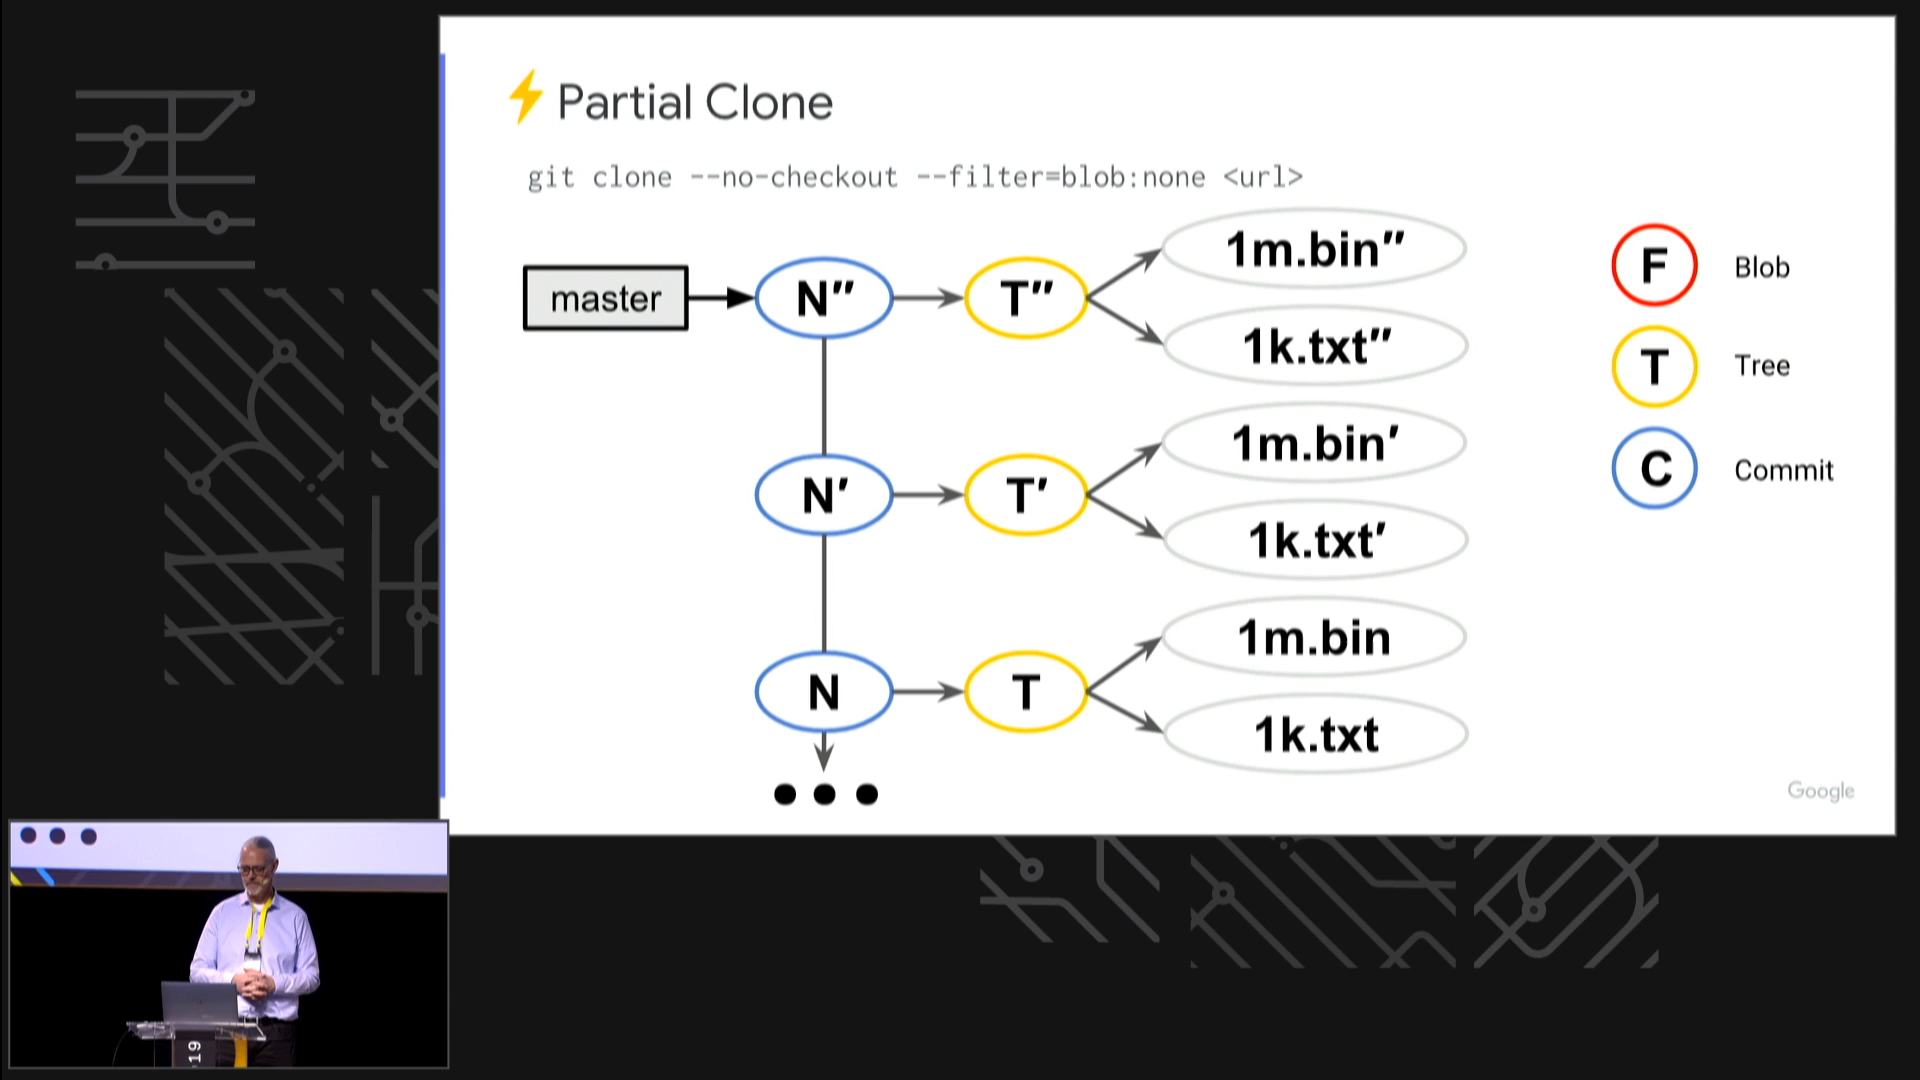 Partial Clone
git clone --no-checkout --filter=blob:none <url>
master
N″
T″
1m.bin″
1k.txt″
N′
T′
1m.bin′
1k.txt′
N
T
1m.bin
1k.txt
F Blob
T Tree
C Commit
Google
19